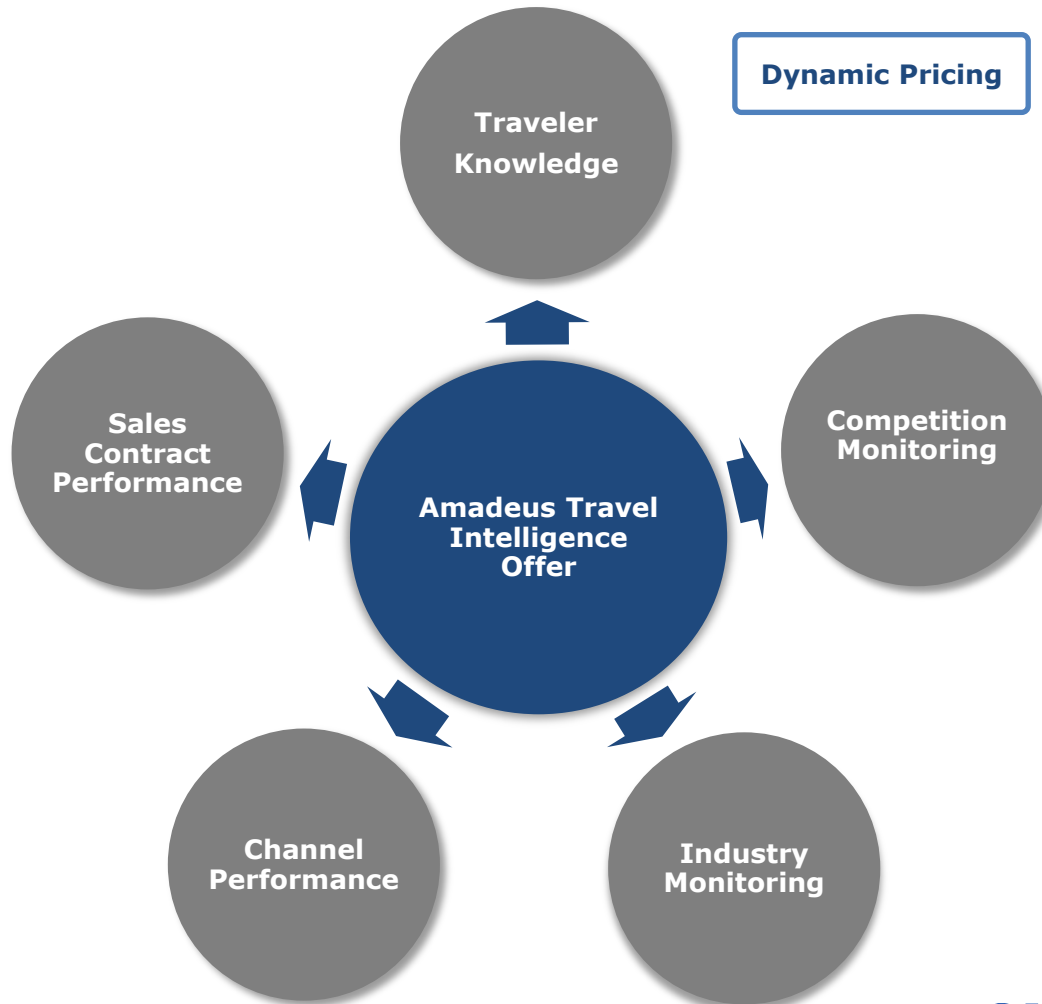 Dynamic Pricing
Traveler
Knowledge
Sales
Contract
Performance
Competition
Monitoring
Amadeus Travel
Intelligence
Offer
Channel
Performance
Industry
Monitoring